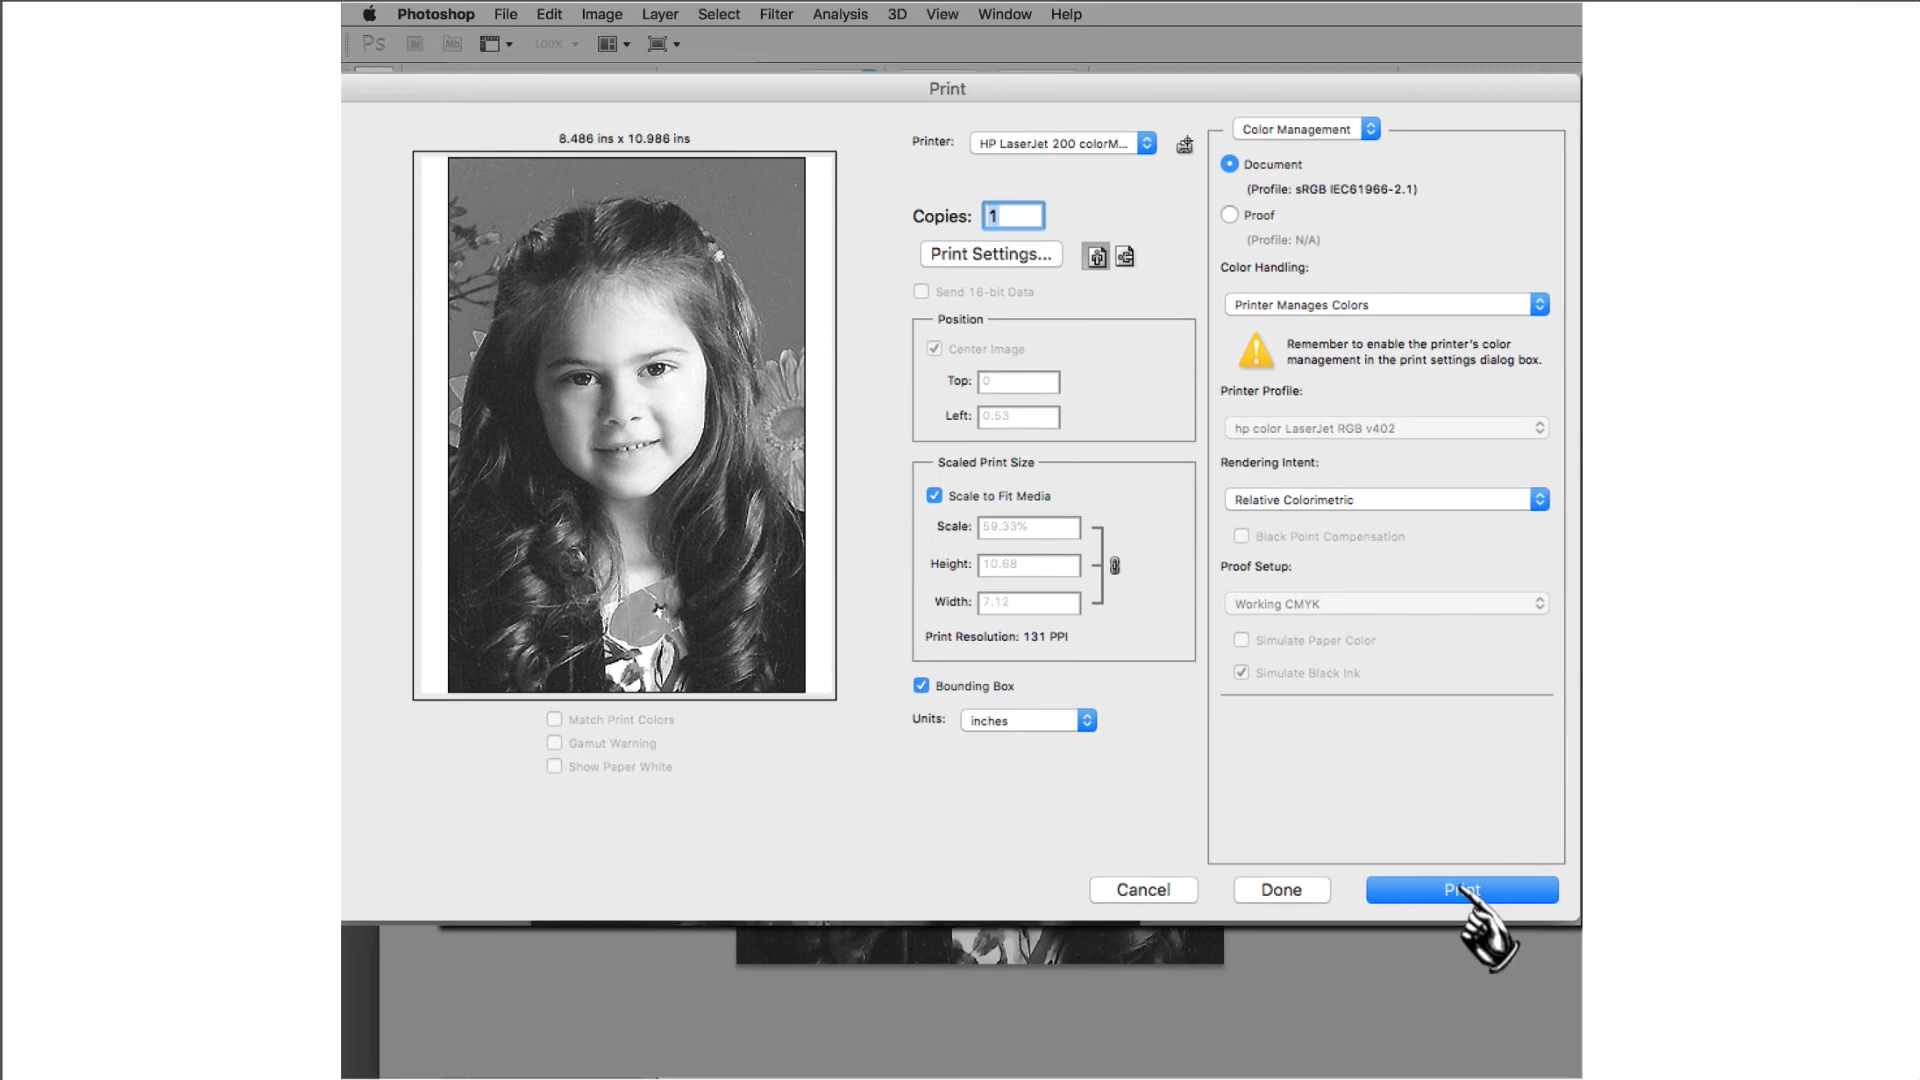 Photoshop File Edit Image Layer Select Filter Analysis 3D View Window Help
Ps Br Mb 100%
Print
8.486 ins x 10.986 ins
Match Print Colors
Gamut Warning
Show Paper White
Printer: HP LaserJet 200 colorM...
Copies: 1
Print Settings...
Send 16-bit Data
Position
Center Image
Top: 0
Left: 0.53
Scaled Print Size
Scale to Fit Media
Scale: 59.33%
Height: 10.68
Width: 7.12
Print Resolution: 131 PPI
Bounding Box
Units: inches
Color Management
Document
(Profile: sRGB IEC61966-2.1)
Proof
(Profile: N/A)
Color Handling:
Printer Manages Colors
Remember to enable the printer's color
management in the print settings dialog box.
Printer Profile:
hp color LaserJet RGB v402
Rendering Intent:
Relative Colorimetric
Black Point Compensation
Proof Setup:
Working CMYK
Simulate Paper Color
Simulate Black Ink
Cancel Done Print